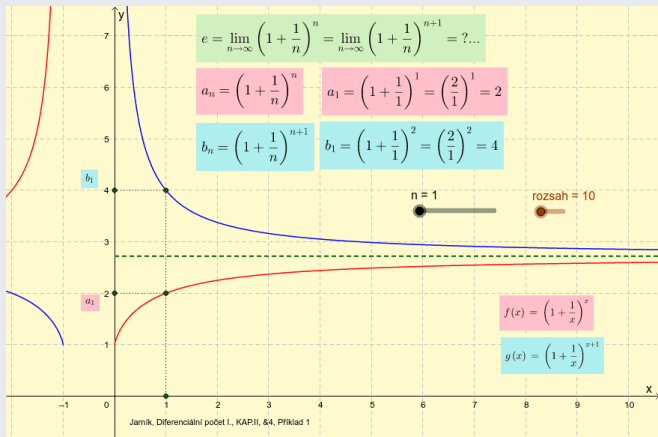 y
7
e = lim n→∞ (1 + 1/n)^n = lim n→∞ (1 + 1/n)^(n+1) = ?...
6
a_n = (1 + 1/n)^n
a_1 = (1 + 1/1)^1 = (2/1)^1 = 2
5
b_n = (1 + 1/n)^(n+1)
b_1 = (1 + 1/1)^2 = (2/1)^2 = 4
b_1
4
n = 1
rozsah = 10
3
2
a_1
f(x) = (1 + 1/x)^x
1
g(x) = (1 + 1/x)^(x+1)
x
−1 0 1 2 3 4 5 6 7 8 9 10
Jarník, Diferenciální počet I., KAP.II, &4, Příklad 1